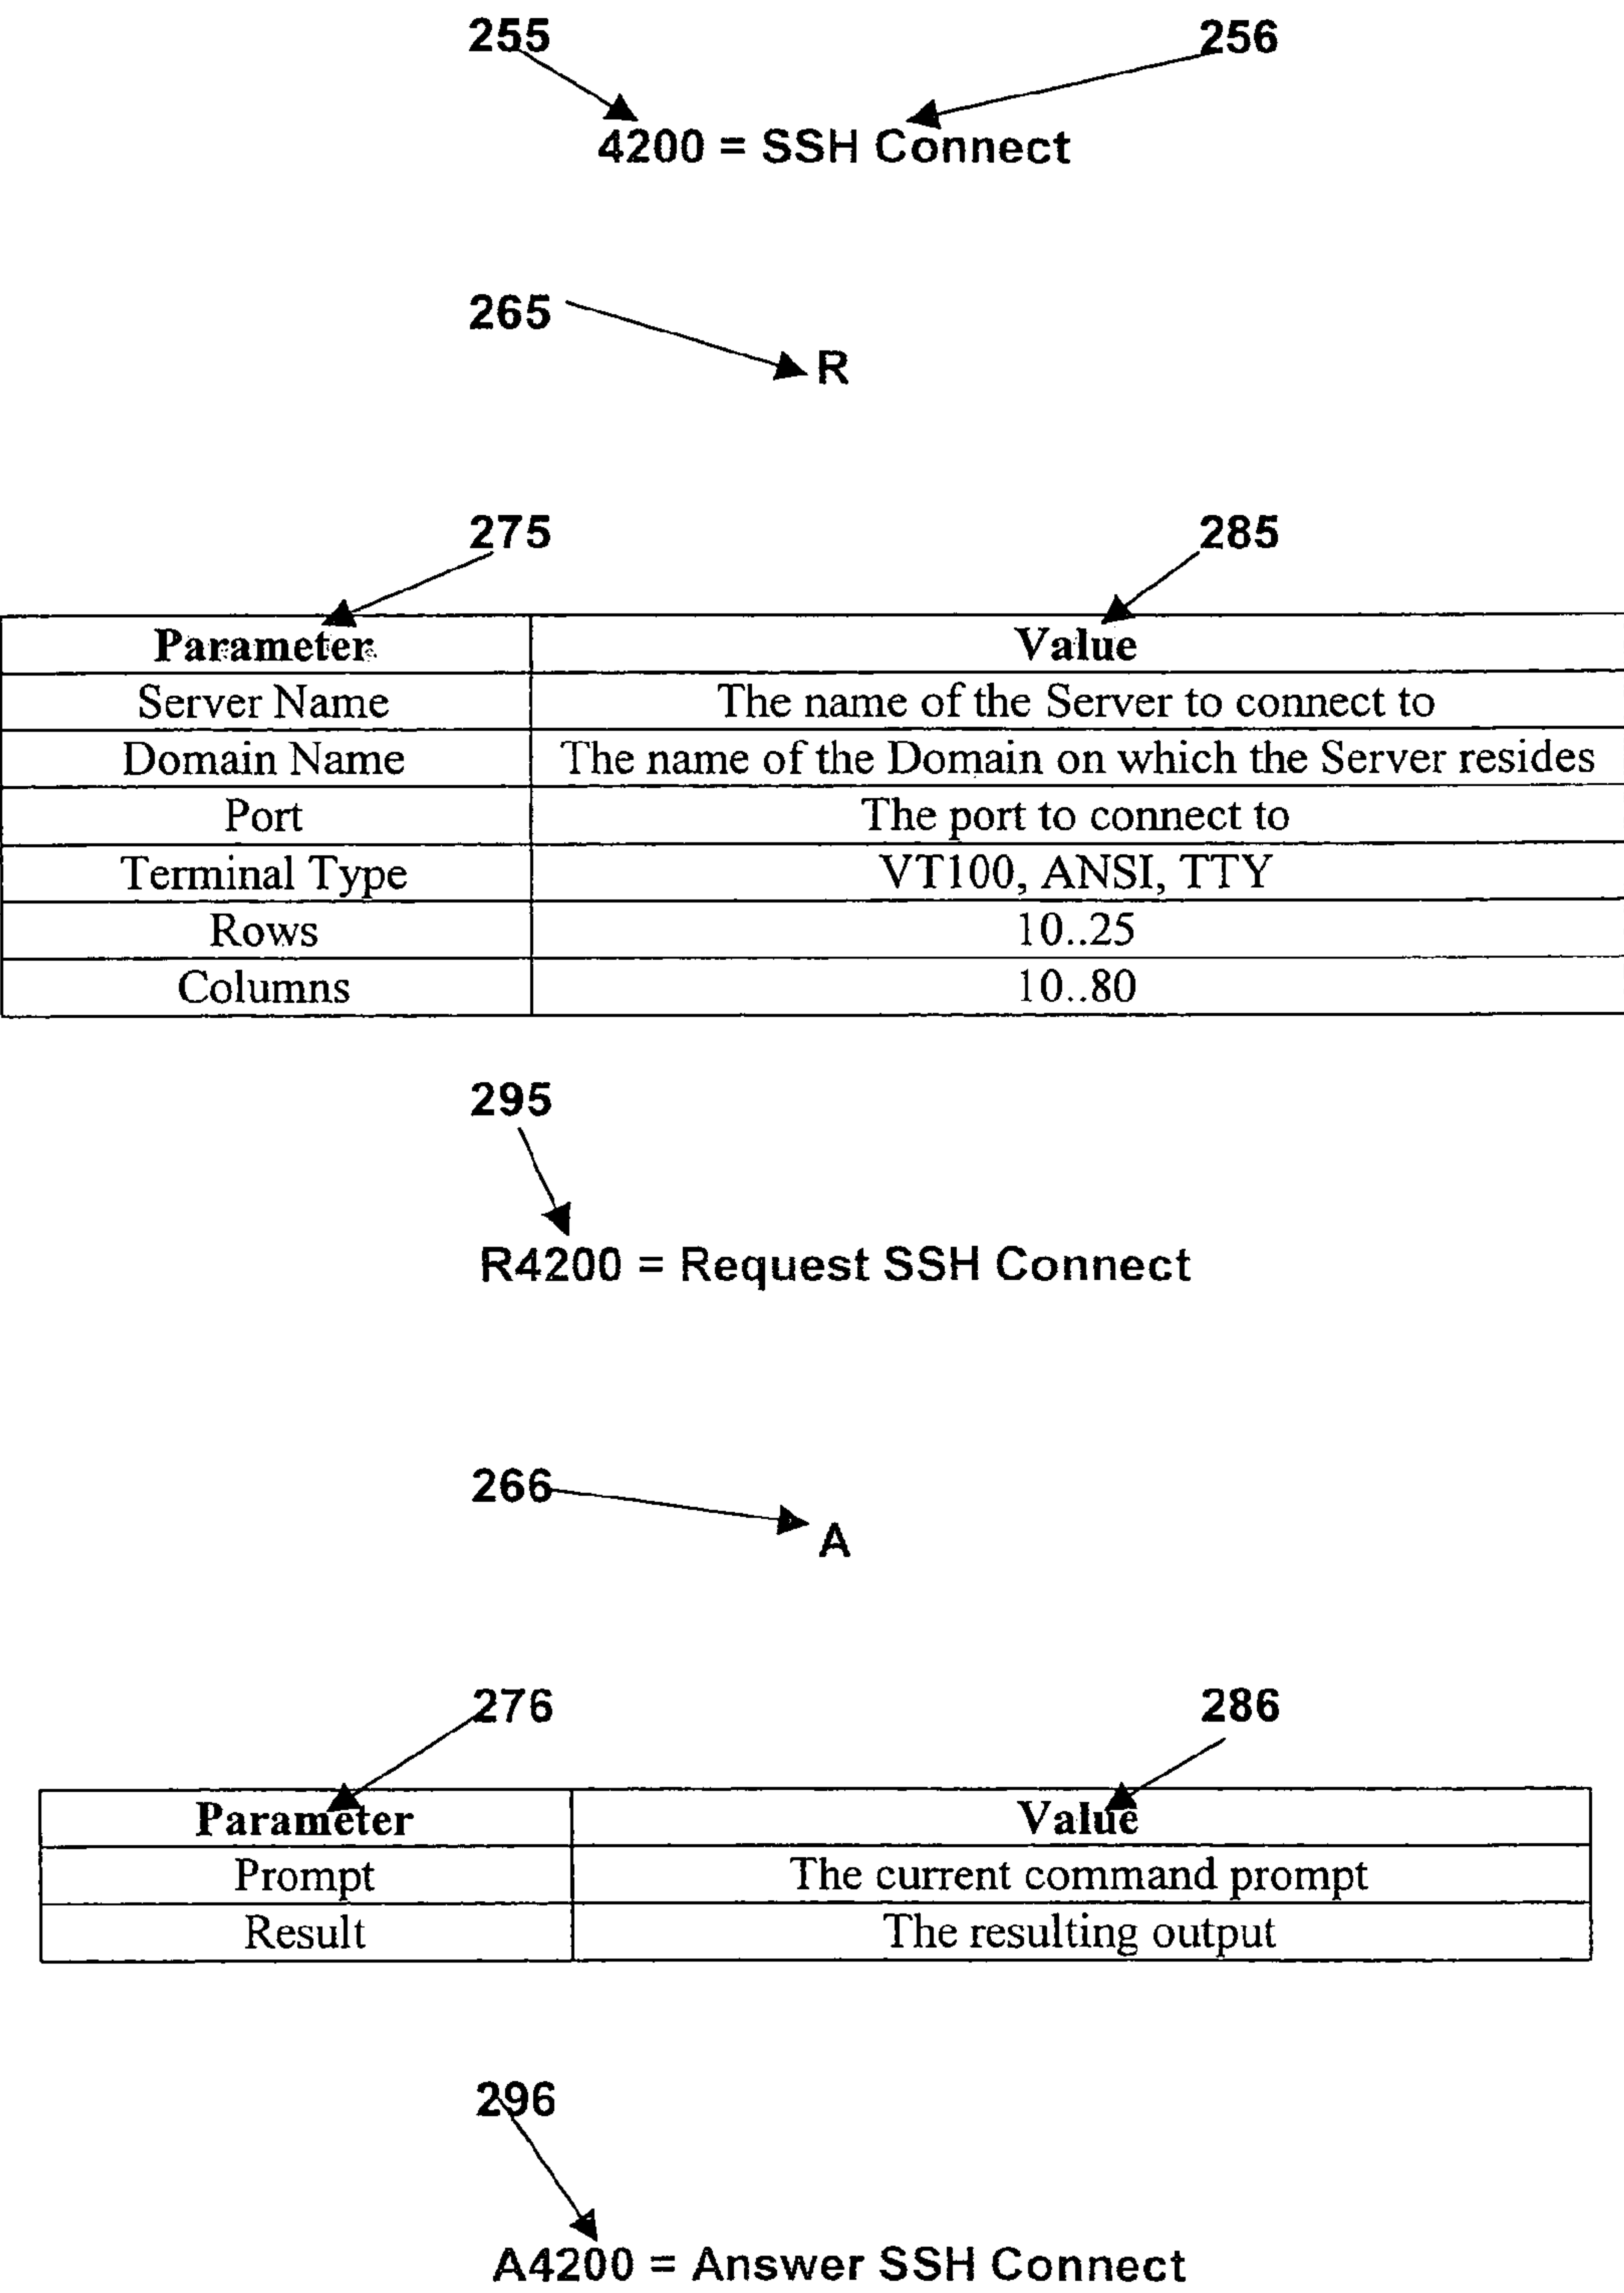 255 256
4200 = SSH Connect
265
R
275 285
Parameter Value
Server Name The name of the Server to connect to
Domain Name The name of the Domain on which the Server resides
Port The port to connect to
Terminal Type VT100, ANSI, TTY
Rows 10..25
Columns 10..80
295
R4200 = Request SSH Connect
266
A
276 286
Parameter Value
Prompt The current command prompt
Result The resulting output
296
A4200 = Answer SSH Connect